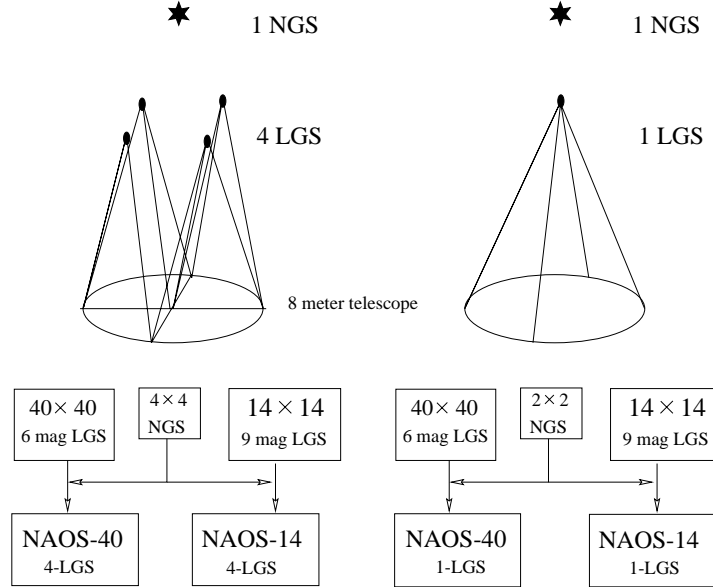 1 NGS
1 NGS
4 LGS
1 LGS
8 meter telescope
40 × 40
6 mag LGS
4 × 4
NGS
14 × 14
9 mag LGS
40 × 40
6 mag LGS
2 × 2
NGS
14 × 14
9 mag LGS
NAOS-40
4-LGS
NAOS-14
4-LGS
NAOS-40
1-LGS
NAOS-14
1-LGS